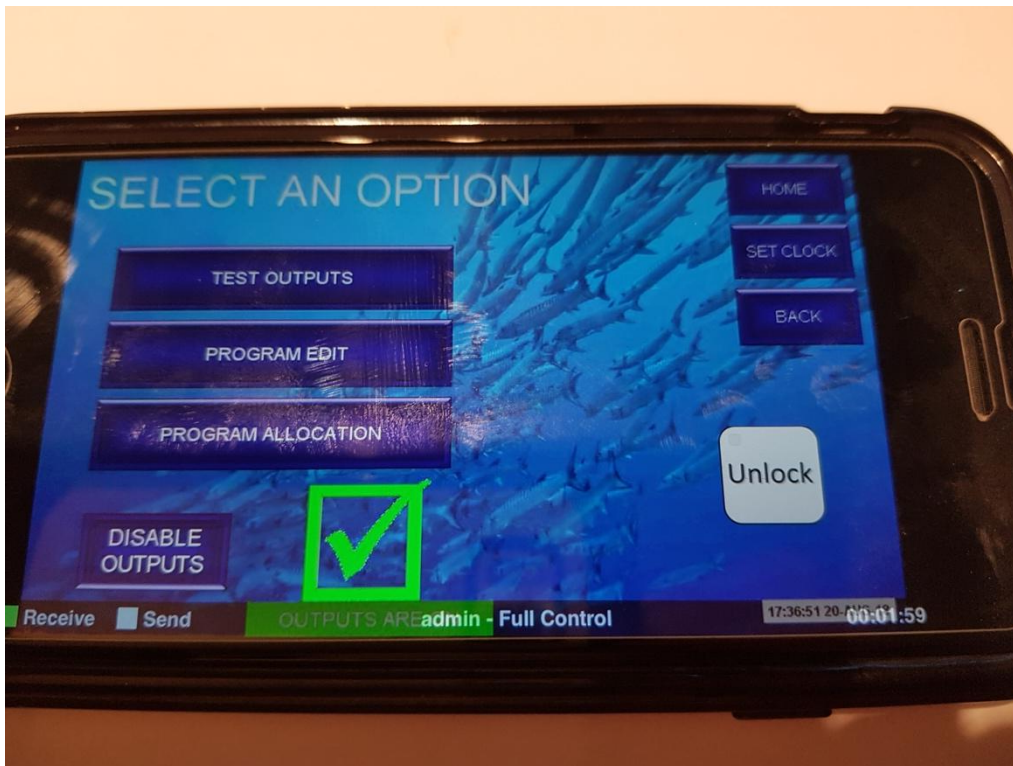 SELECT AN OPTION
HOME
TEST OUTPUTS
SET CLOCK
PROGRAM EDIT
BACK
PROGRAM ALLOCATION
Unlock
DISABLE
OUTPUTS
Receive
Send
OUTPUTS ARE
admin - Full Control
17:36:51 20-
00:01:59